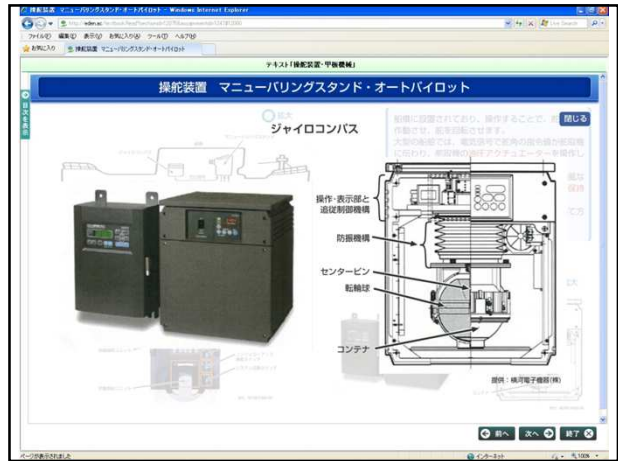 操舵装置 マニューバリングスタンド・オートパイロット - Windows Internet Explorer
Live Search
ファイル(F) 編集(E) 表示(V) お気に入り(A) ツール(T) ヘルプ(H)
お気に入り 操舵装置 マニューバリングスタンド・オートパイロット
テキスト「操舵装置・甲板機械」
操舵装置 マニューバリングスタンド・オートパイロット
目次を表示
拡大
閉じる
ジャイロコンパス
操作・表示部と
追従制御機構
防振機構
センターピン
転輪球
コンテナ
提供:横河電子機器(株)
前へ 次へ 終了
ページが表示されました
インターネット 100%